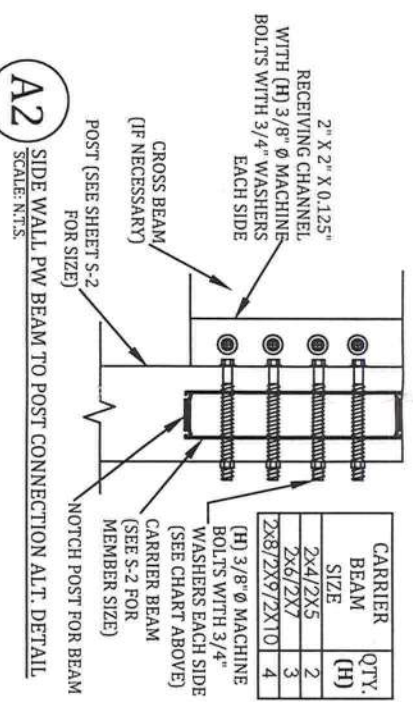 2" X 2" X 0.125"
RECEIVING CHANNEL
WITH (H) 3/8" Ø MACHINE
BOLTS WITH 3/4" WASHERS
EACH SIDE
CROSS BEAM
(IF NECESSARY)
POST (SEE SHEET S-2
FOR SIZE)
CARRIER BEAM SIZE QTY. (H)
2x4/2X5 2
2x6/2X7 3
2x8/2X9/2X10 4
(H) 3/8"Ø MACHINE
BOLTS WITH 3/4"
WASHERS EACH SIDE
(SEE CHART ABOVE)
CARRIER BEAM
(SEE S-2 FOR
MEMBER SIZE)
NOTCH POST FOR BEAM
A2
SIDE WALL PW BEAM TO POST CONNECTION ALT. DETAIL
SCALE: N.T.S.